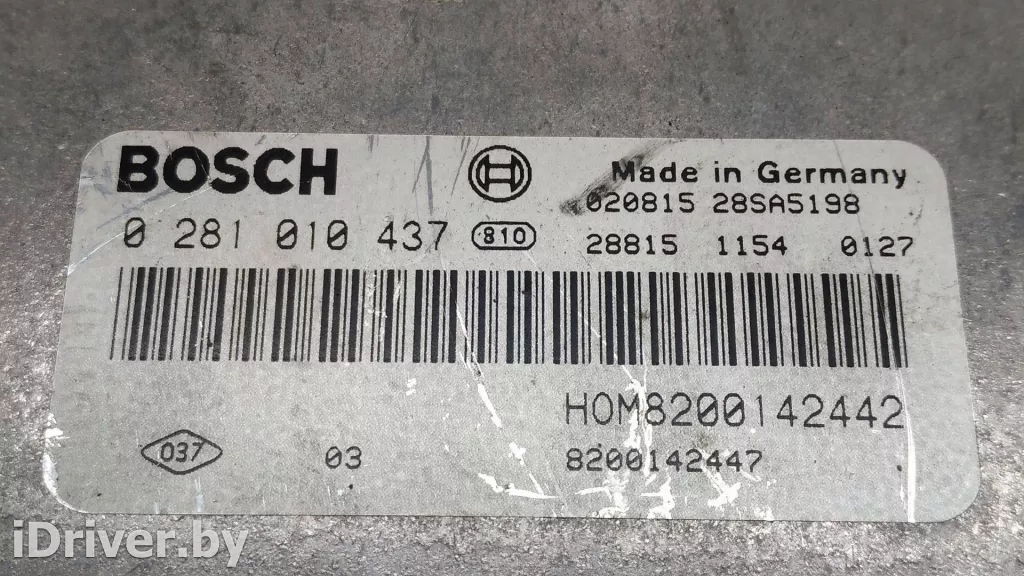 BOSCH
Made in Germany
020815 28SA5198
0 281 010 437 810
28815 1154 0127
HOM8200142442
037 03 8200142447
iDriver.by